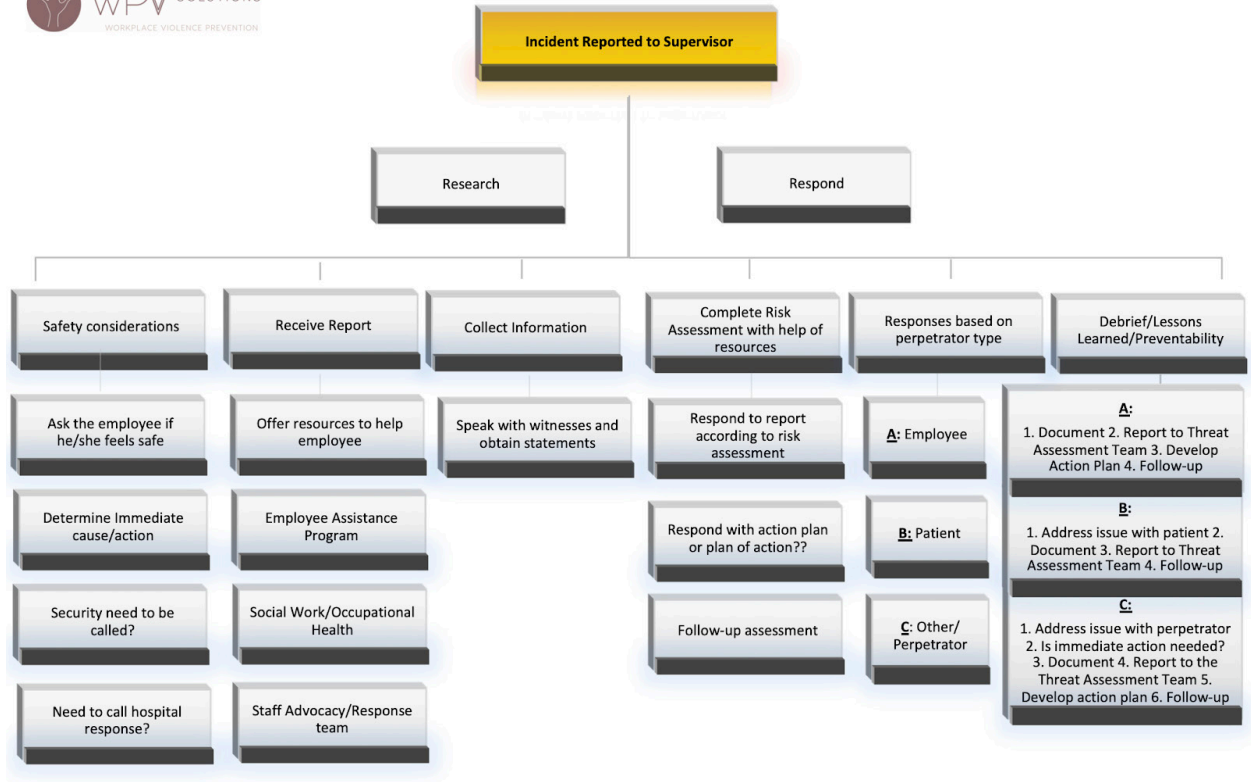 WPV
WORKPLACE VIOLENCE PREVENTION
Incident Reported to Supervisor
Research
Respond
Safety considerations
Ask the employee if
he/she feels safe
Determine Immediate
cause/action
Security need to be
called?
Need to call hospital
response?
Receive Report
Offer resources to help
employee
Employee Assistance
Program
Social Work/Occupational
Health
Staff Advocacy/Response
team
Collect Information
Speak with witnesses and
obtain statements
Complete Risk
Assessment with help of
resources
Respond to report
according to risk
assessment
Respond with action plan
or plan of action??
Follow-up assessment
Responses based on
perpetrator type
A: Employee
B: Patient
C: Other/
Perpetrator
Debrief/Lessons
Learned/Preventability
A:
1. Document 2. Report to Threat
Assessment Team 3. Develop
Action Plan 4. Follow-up
B:
1. Address issue with patient 2.
Document 3. Report to Threat
Assessment Team 4. Follow-up
C:
1. Address issue with perpetrator
2. Is immediate action needed?
3. Document 4. Report to the
Threat Assessment Team 5.
Develop action plan 6. Follow-up